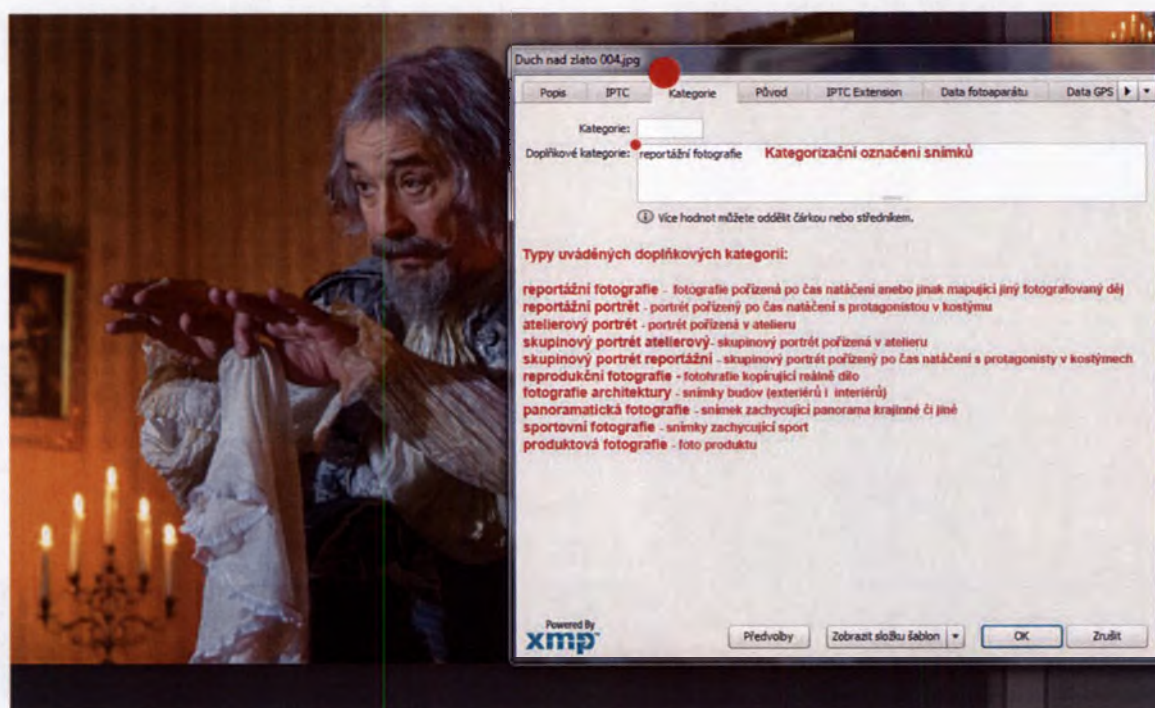 Duch nad zlato 004.jpg
Popis IPTC Kategorie Původ IPTC Extension Data fotoaparátu Data GPS
Kategorie:
Doplňkové kategorie: reportážní fotografie Kategorizační označení snímků
Více hodnot můžete oddělit čárkou nebo středníkem.
Typy uváděných doplňkových kategorií:
reportážní fotografie - fotografie pořízená po čas natáčení anebo jinak mapující jiný fotografovaný děj
reportážní portrét - portrét pořízený po čas natáčení s protagonistou v kostýmu
atelierový portrét - portrét pořízená v atelieru
skupinový portrét atelierový- skupinový portrét pořízená v atelieru
skupinový portrét reportážní - skupinový portrét pořízený po čas natáčení s protagonisty v kostýmech
reprodukční fotografie - fotohrafie kopírující reálné dílo
fotografie architektury - snímky budov (exteriérů i interiérů)
panoramatická fotografie - snímek zachycující panorama krajinné či jiné
sportovní fotografie - snímky zachycující sport
produktová fotografie - foto produktu
Powered By
xmp
Předvolby Zobrazit složku šablon OK Zrušit